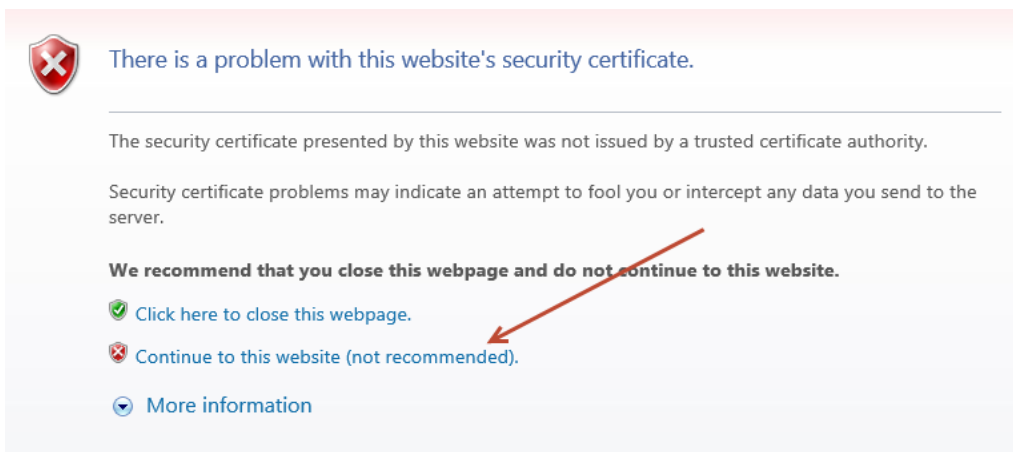 There is a problem with this website's security certificate.
The security certificate presented by this website was not issued by a trusted certificate authority.
Security certificate problems may indicate an attempt to fool you or intercept any data you send to the
server.
We recommend that you close this webpage and do not continue to this website.
Click here to close this webpage.
Continue to this website (not recommended).
More information